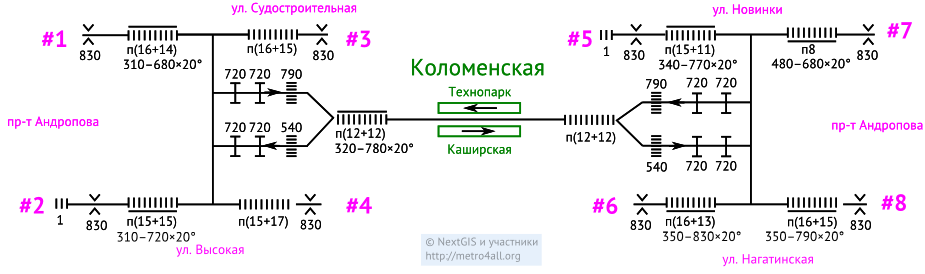 ул. Судостроительная
ул. Новинки
#1
830
п(16+14)
310–680×20°
п(16+15)
830
#3
#5
1
830
п(15+11)
340–770×20°
п8
480–680×20°
830
#7
720 720 790
Коломенская
Технопарк
790 720 720
пр-т Андропова
п(12+12)
320–780×20°
п(12+12)
пр-т Андропова
720 720 540
Каширская
540 720 720
#2
1
830
п(15+15)
310–720×20°
п(15+17)
830
#4
#6
830
п(16+13)
350–830×20°
п(16+15)
350–790×20°
830
#8
ул. Высокая
ул. Нагатинская
© NextGIS и участники
http://metro4all.org